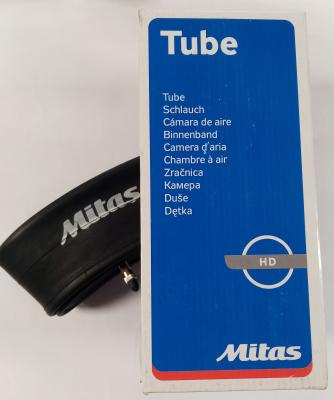 Tube
Tube
Schlauch
Cámara de aire
Binnenband
Camera d'aria
Chambre à air
Zračnica
Камера
Duše
Dętka
HD
Mitas
Mitas